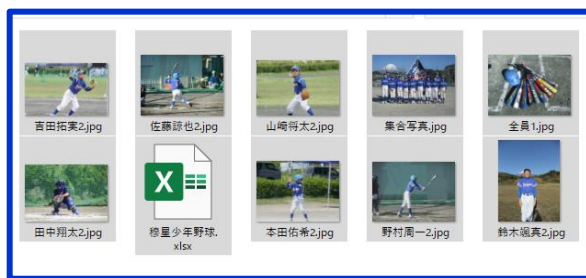 吉田拓実2.jpg
佐藤諒也2.jpg
山崎将太2.jpg
集合写真.jpg
全員1.jpg
田中翔太2.jpg
X
穆星少年野球.
xlsx
本田佑希2.jpg
野村周一2.jpg
鈴木颯真2.jpg